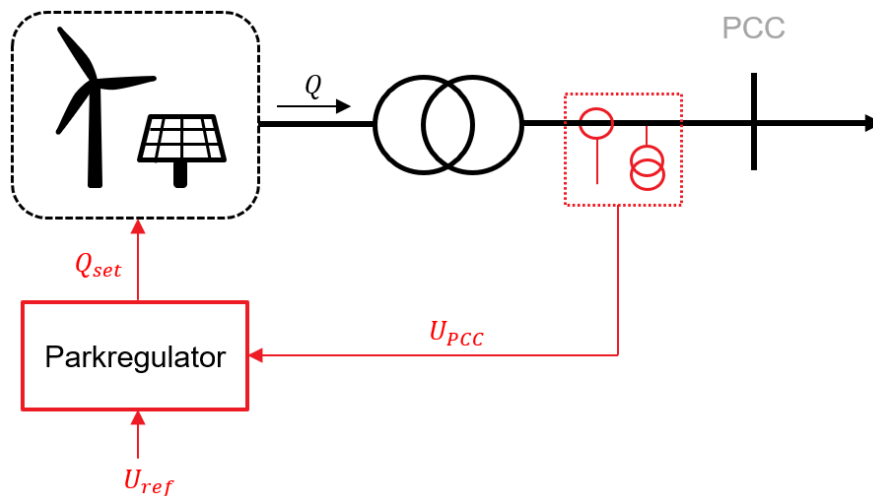 PCC
Q
Q_set
U_PCC
Parkregulator
U_ref